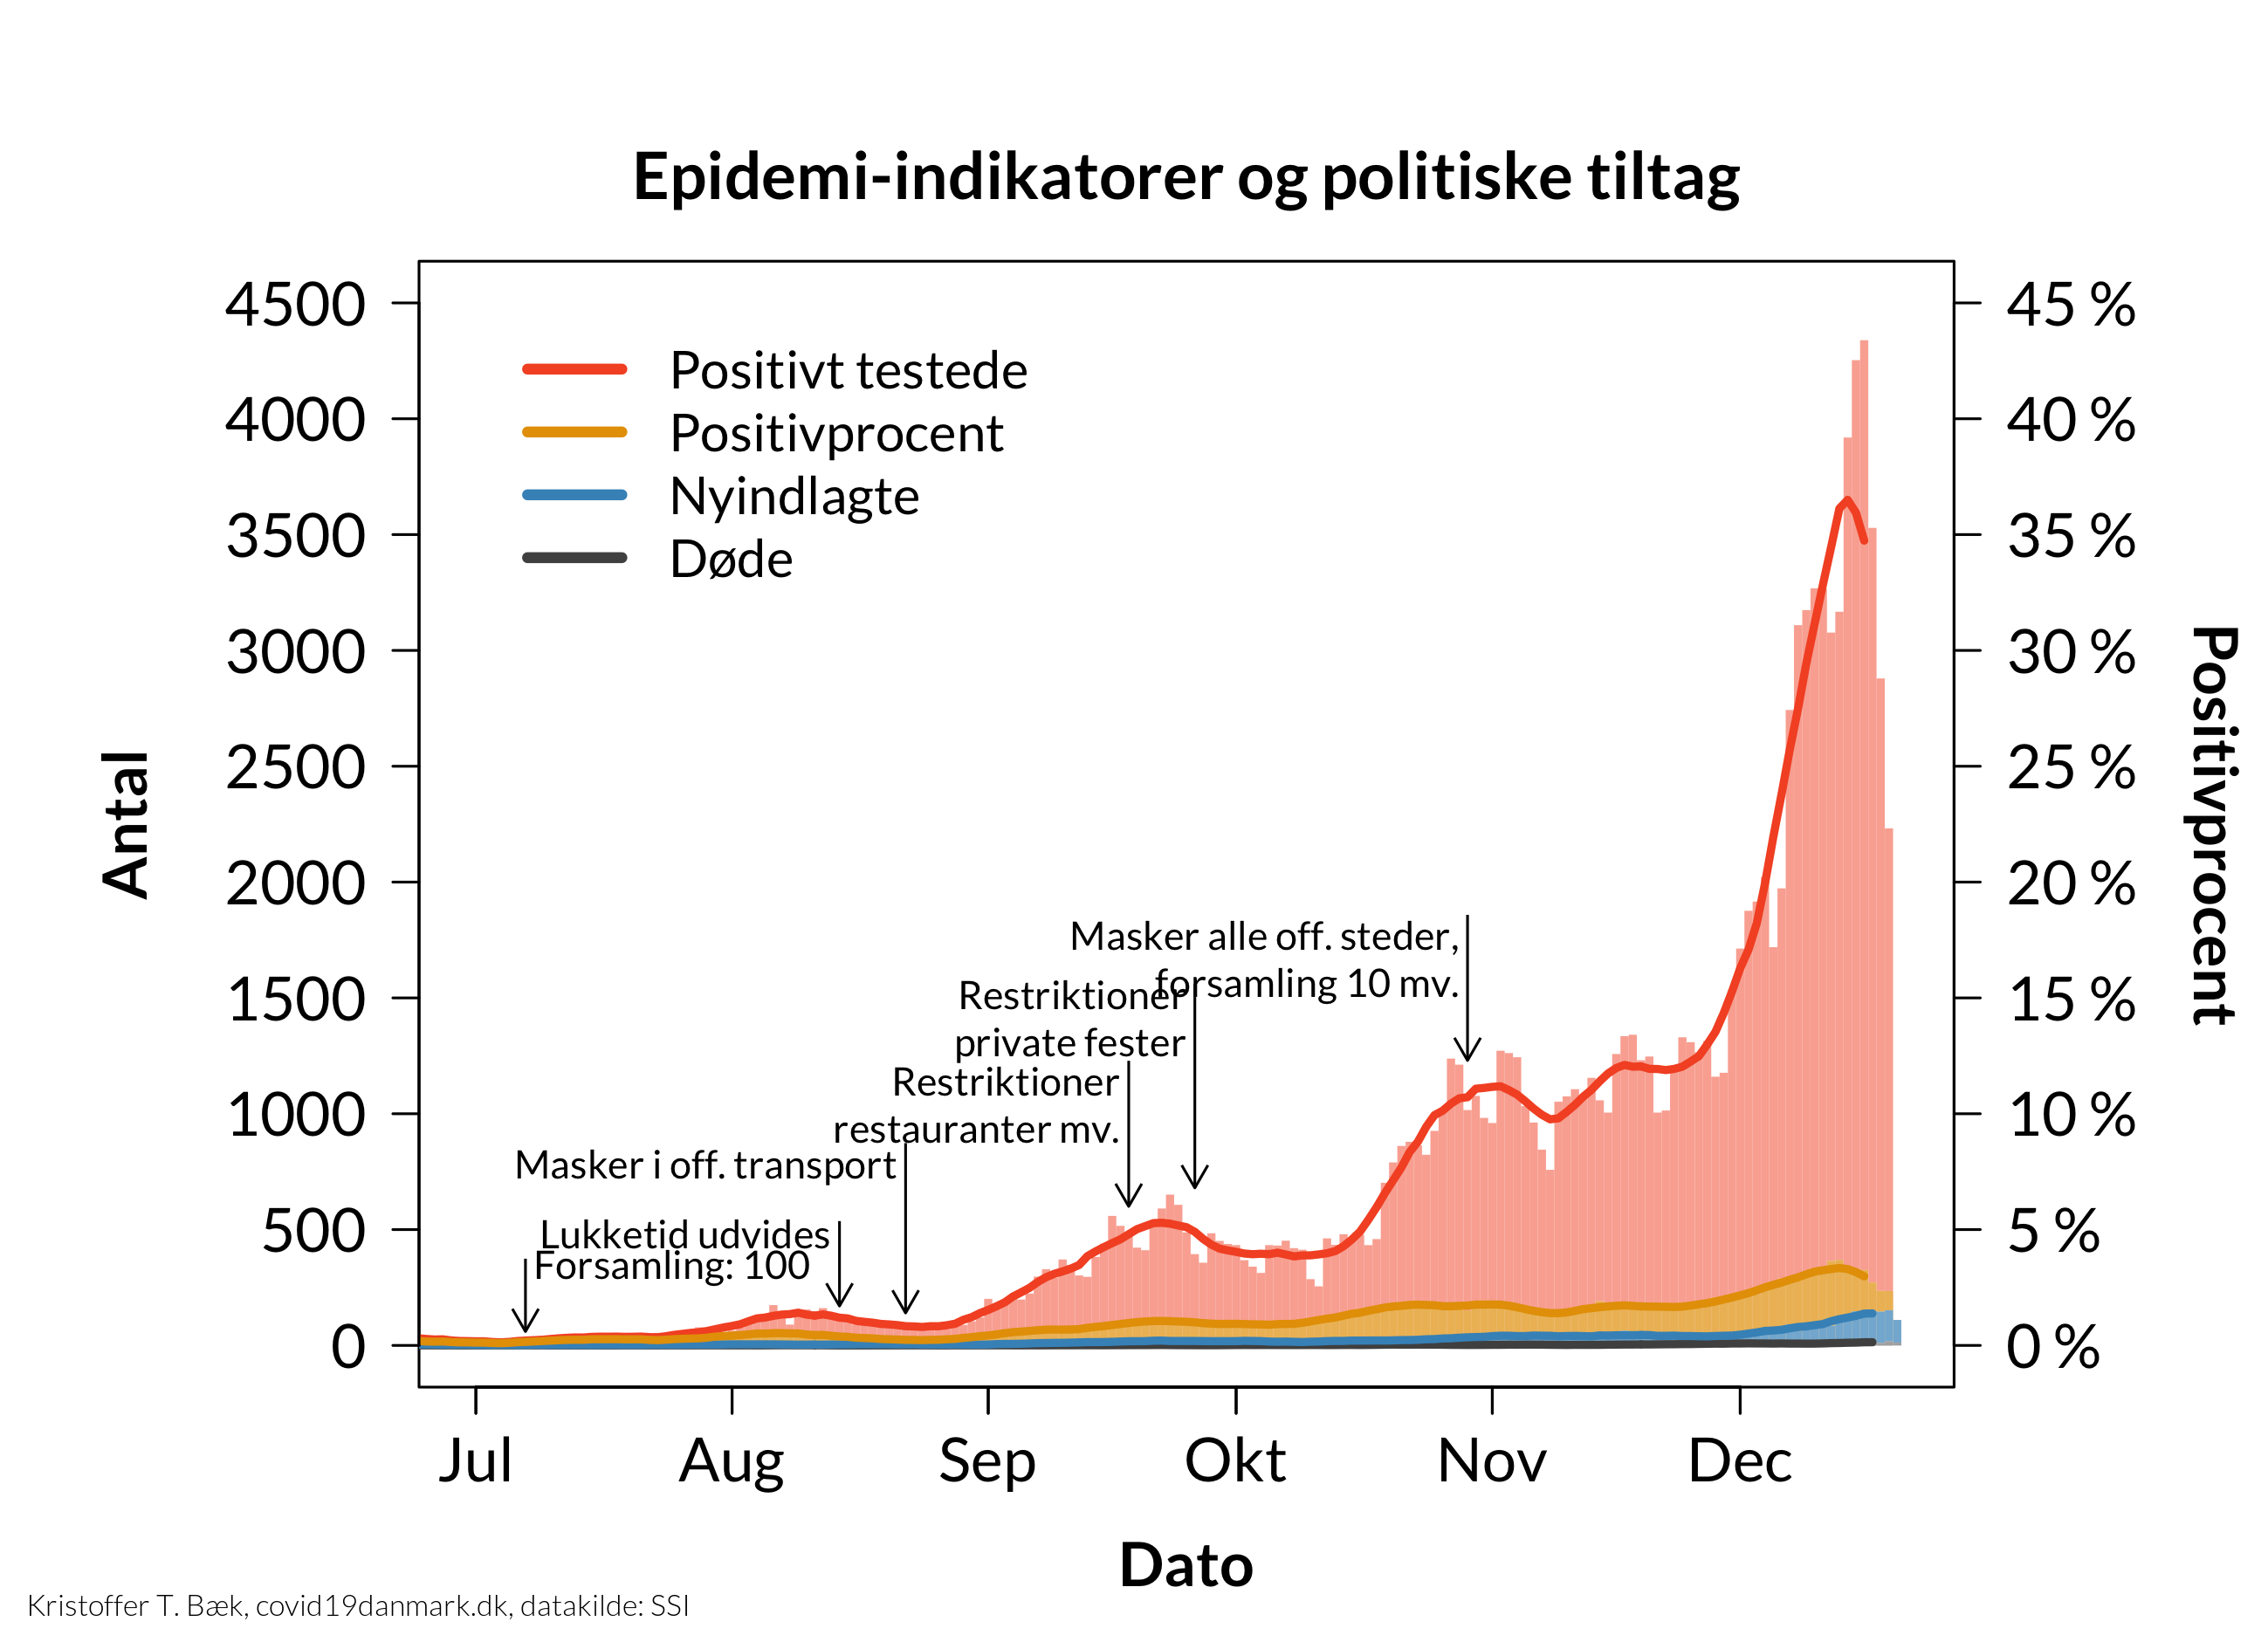 Epidemi-indikatorer og politiske tiltag
4500
4000
3500
3000
2500
2000
1500
1000
500
0
Antal
Positivt testede
Positivprocent
Nyindlagte
Døde
Masker alle off. steder,
forsamling 10 mv.
Restriktioner
private fester
Restriktioner
restauranter mv.
Masker i off. transport
Lukketid udvides
Forsamling: 100
45 %
40 %
35 %
30 %
25 %
20 %
15 %
10 %
5 %
0 %
Positivprocent
Jul
Aug
Sep
Okt
Nov
Dec
Dato
Kristoffer T. Bæk, covid19danmark.dk, datakilde: SSI